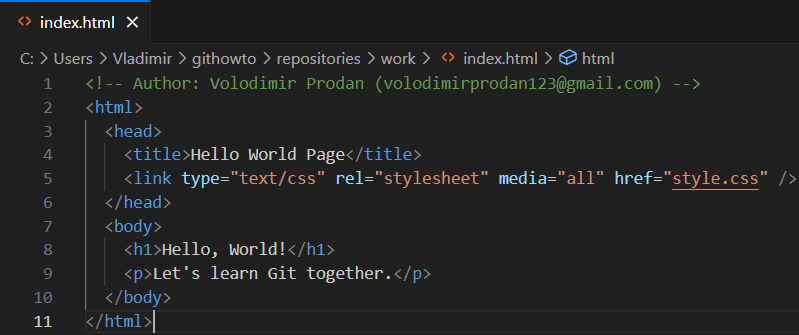 index.html
C: > Users > Vladimir > githowto > repositories > work > index.html > html
1 <!-- Author: Volodimir Prodan (volodimirprodan123@gmail.com) -->
2 <html>
3 <head>
4 <title>Hello World Page</title>
5 <link type="text/css" rel="stylesheet" media="all" href="style.css" />
6 </head>
7 <body>
8 <h1>Hello, World!</h1>
9 <p>Let's learn Git together.</p>
10 </body>
11 </html>